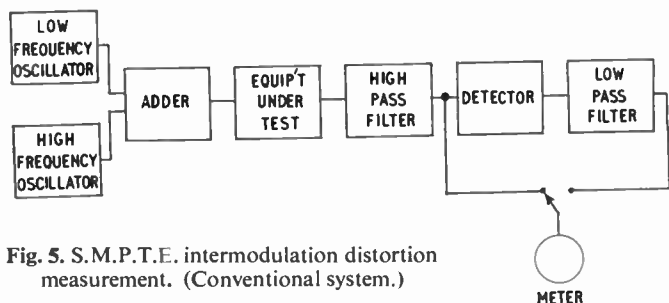 LOW
FREQUENCY
OSCILLATOR
HIGH
FREQUENCY
OSCILLATOR
ADDER
EQUIP'T
UNDER
TEST
HIGH
PASS
FILTER
DETECTOR
LOW
PASS
FILTER
METER
Fig. 5. S.M.P.T.E. intermodulation distortion
measurement. (Conventional system.)